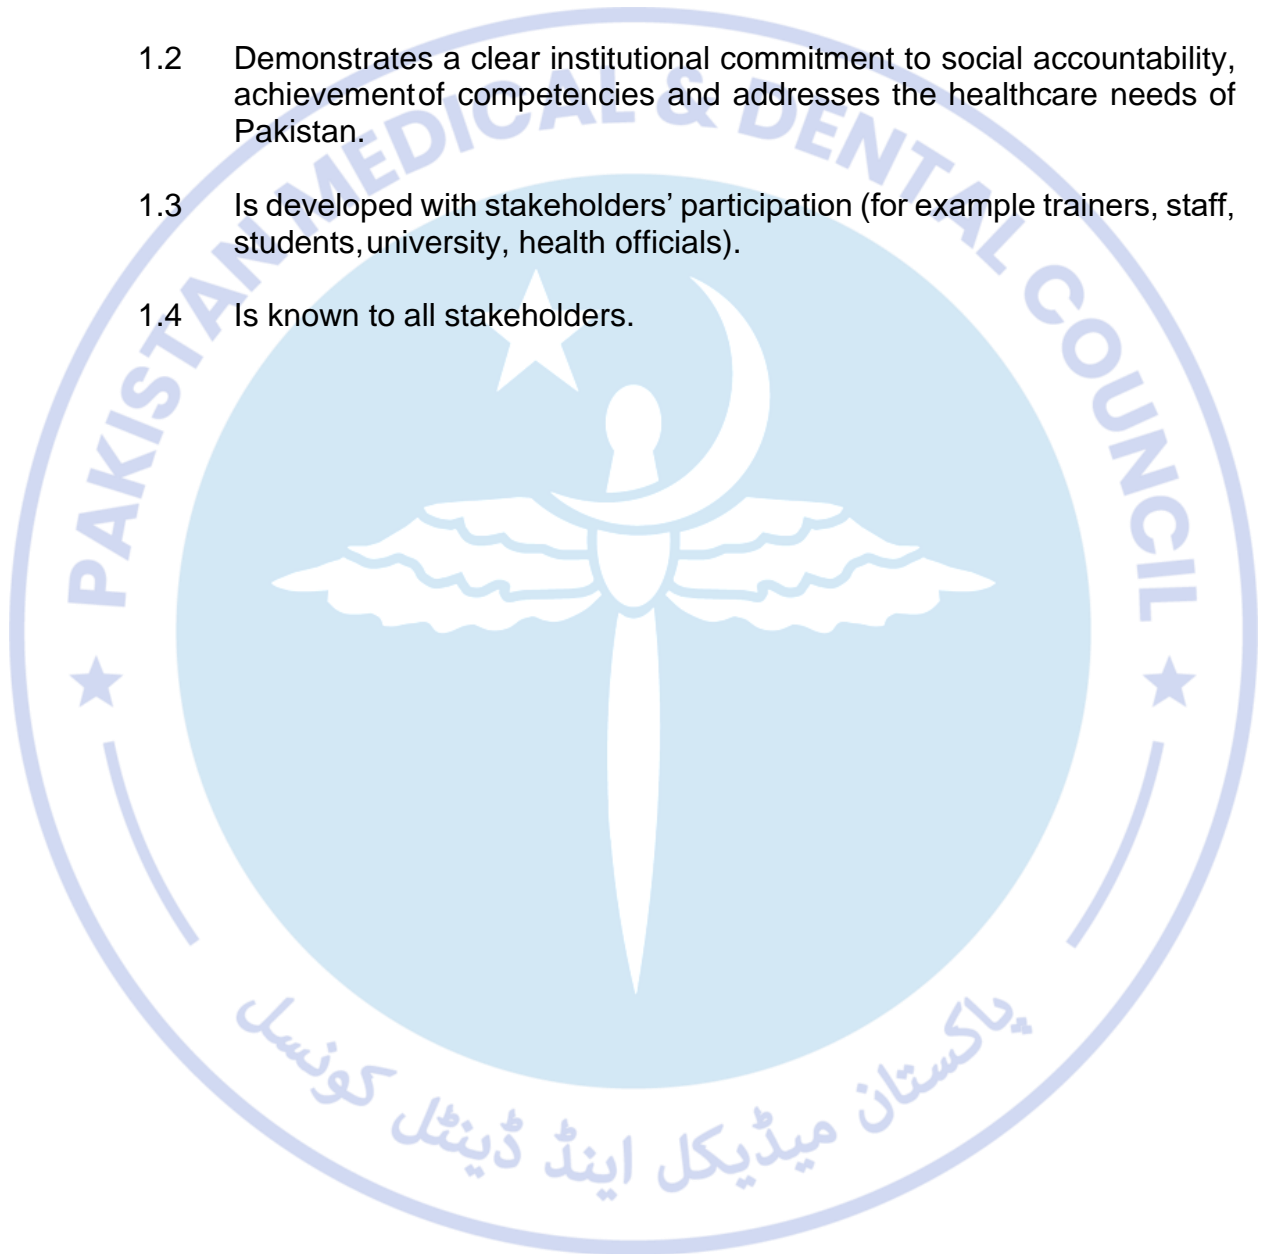 1.2 Demonstrates a clear institutional commitment to social accountability,
achievementof competencies and addresses the healthcare needs of
Pakistan.
1.3 Is developed with stakeholders’ participation (for example trainers, staff,
students,university, health officials).
1.4 Is known to all stakeholders.
PAKISTAN MEDICAL & DENTAL COUNCIL
پاکستان میڈیکل اینڈ ڈینٹل کونسل